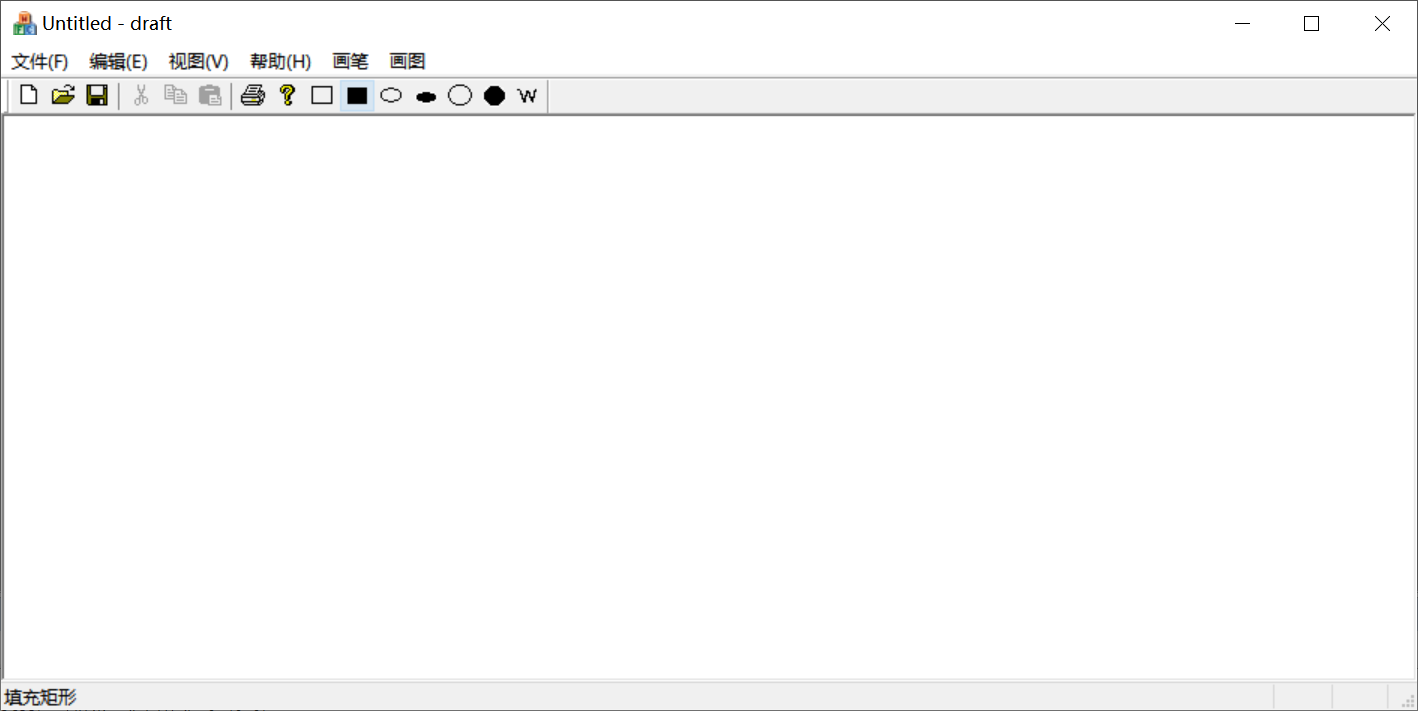 Untitled - draft
文件(F) 编辑(E) 视图(V) 帮助(H) 画笔 画图
W
填充矩形